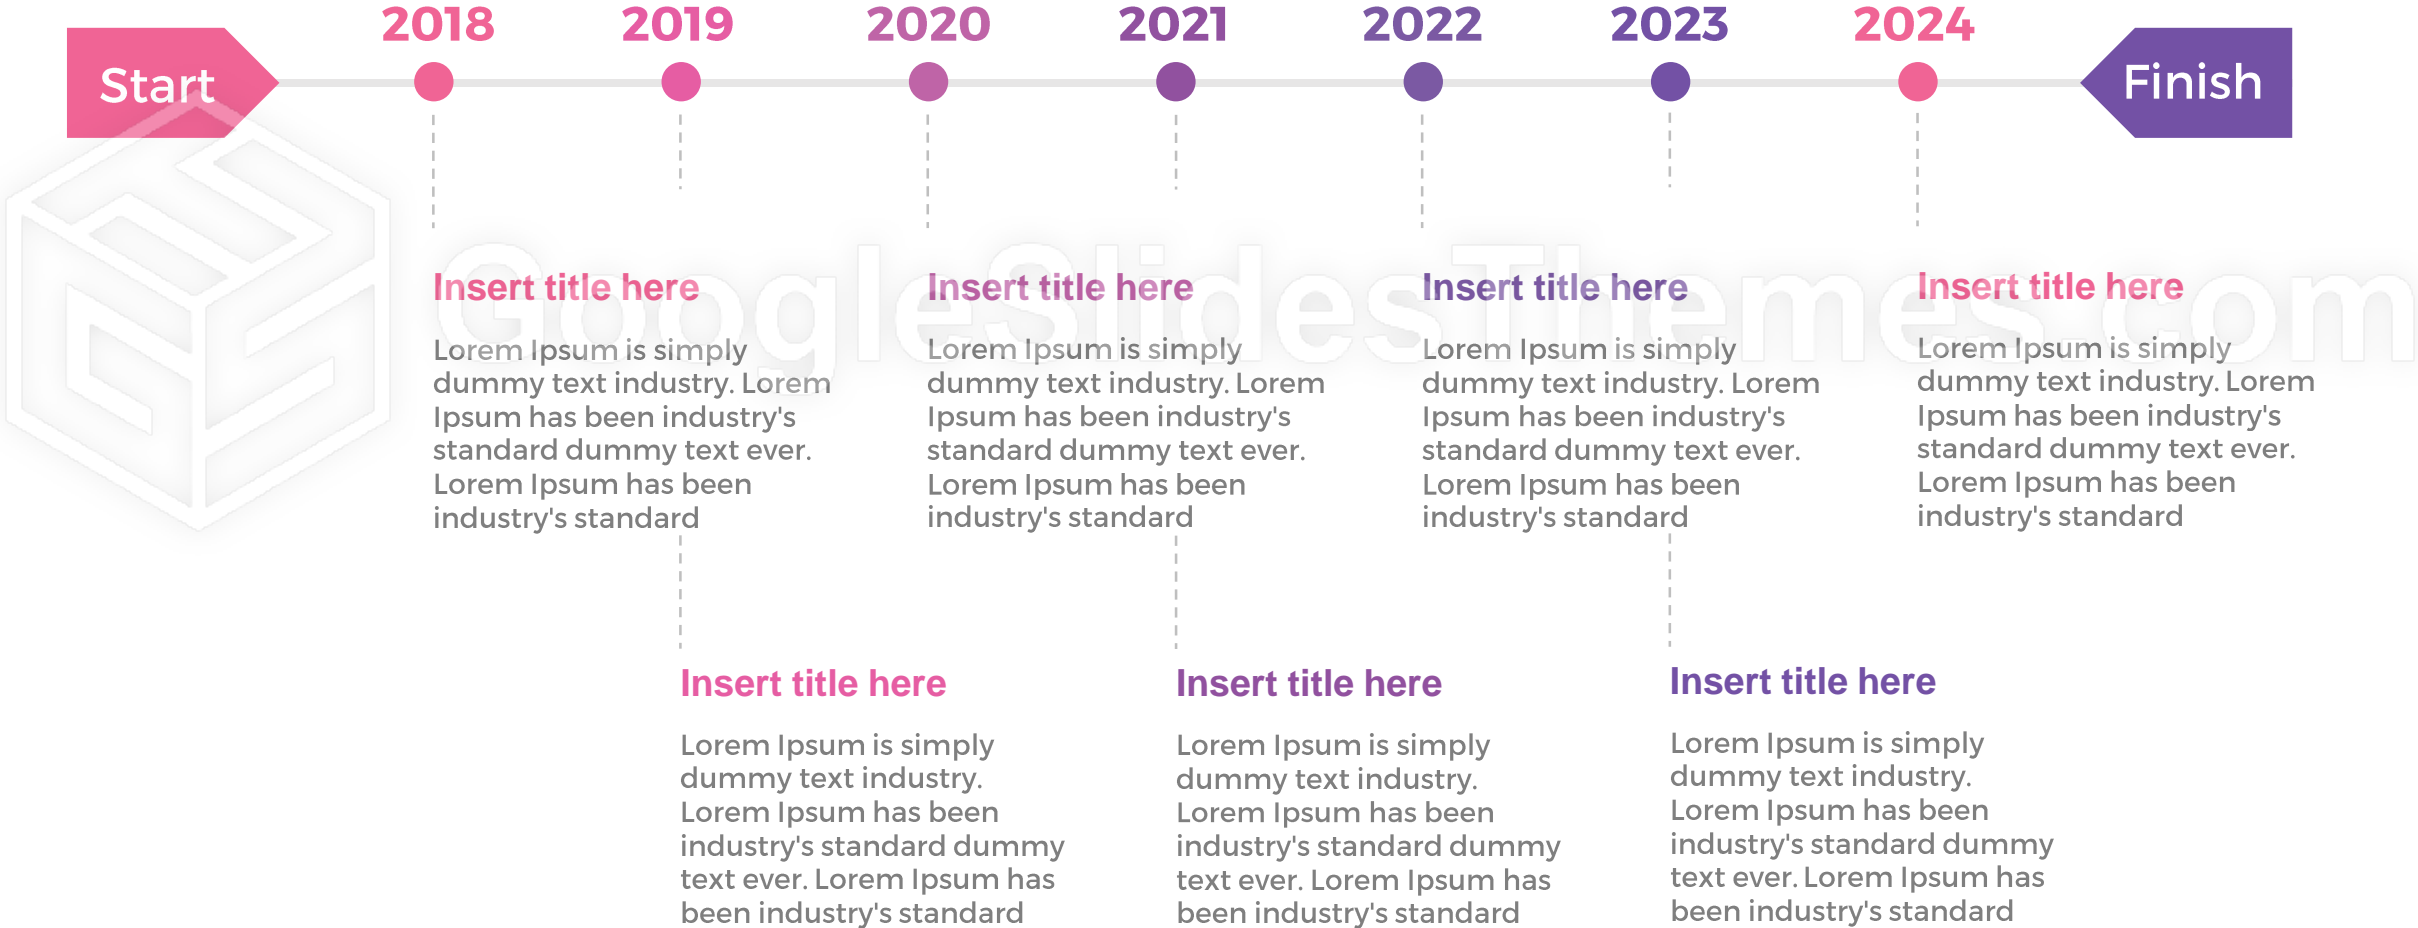 2018 2019 2020 2021 2022 2023 2024
Start
Finish
GoogleSlidesThemes.com
Insert title here
Lorem Ipsum is simply
dummy text industry. Lorem
Ipsum has been industry's
standard dummy text ever.
Lorem Ipsum has been
industry's standard
Insert title here
Lorem Ipsum is simply
dummy text industry. Lorem
Ipsum has been industry's
standard dummy text ever.
Lorem Ipsum has been
industry's standard
Insert title here
Lorem Ipsum is simply
dummy text industry. Lorem
Ipsum has been industry's
standard dummy text ever.
Lorem Ipsum has been
industry's standard
Insert title here
Lorem Ipsum is simply
dummy text industry. Lorem
Ipsum has been industry's
standard dummy text ever.
Lorem Ipsum has been
industry's standard
Insert title here
Lorem Ipsum is simply
dummy text industry.
Lorem Ipsum has been
industry's standard dummy
text ever. Lorem Ipsum has
been industry's standard
Insert title here
Lorem Ipsum is simply
dummy text industry.
Lorem Ipsum has been
industry's standard dummy
text ever. Lorem Ipsum has
been industry's standard
Insert title here
Lorem Ipsum is simply
dummy text industry.
Lorem Ipsum has been
industry's standard dummy
text ever. Lorem Ipsum has
been industry's standard